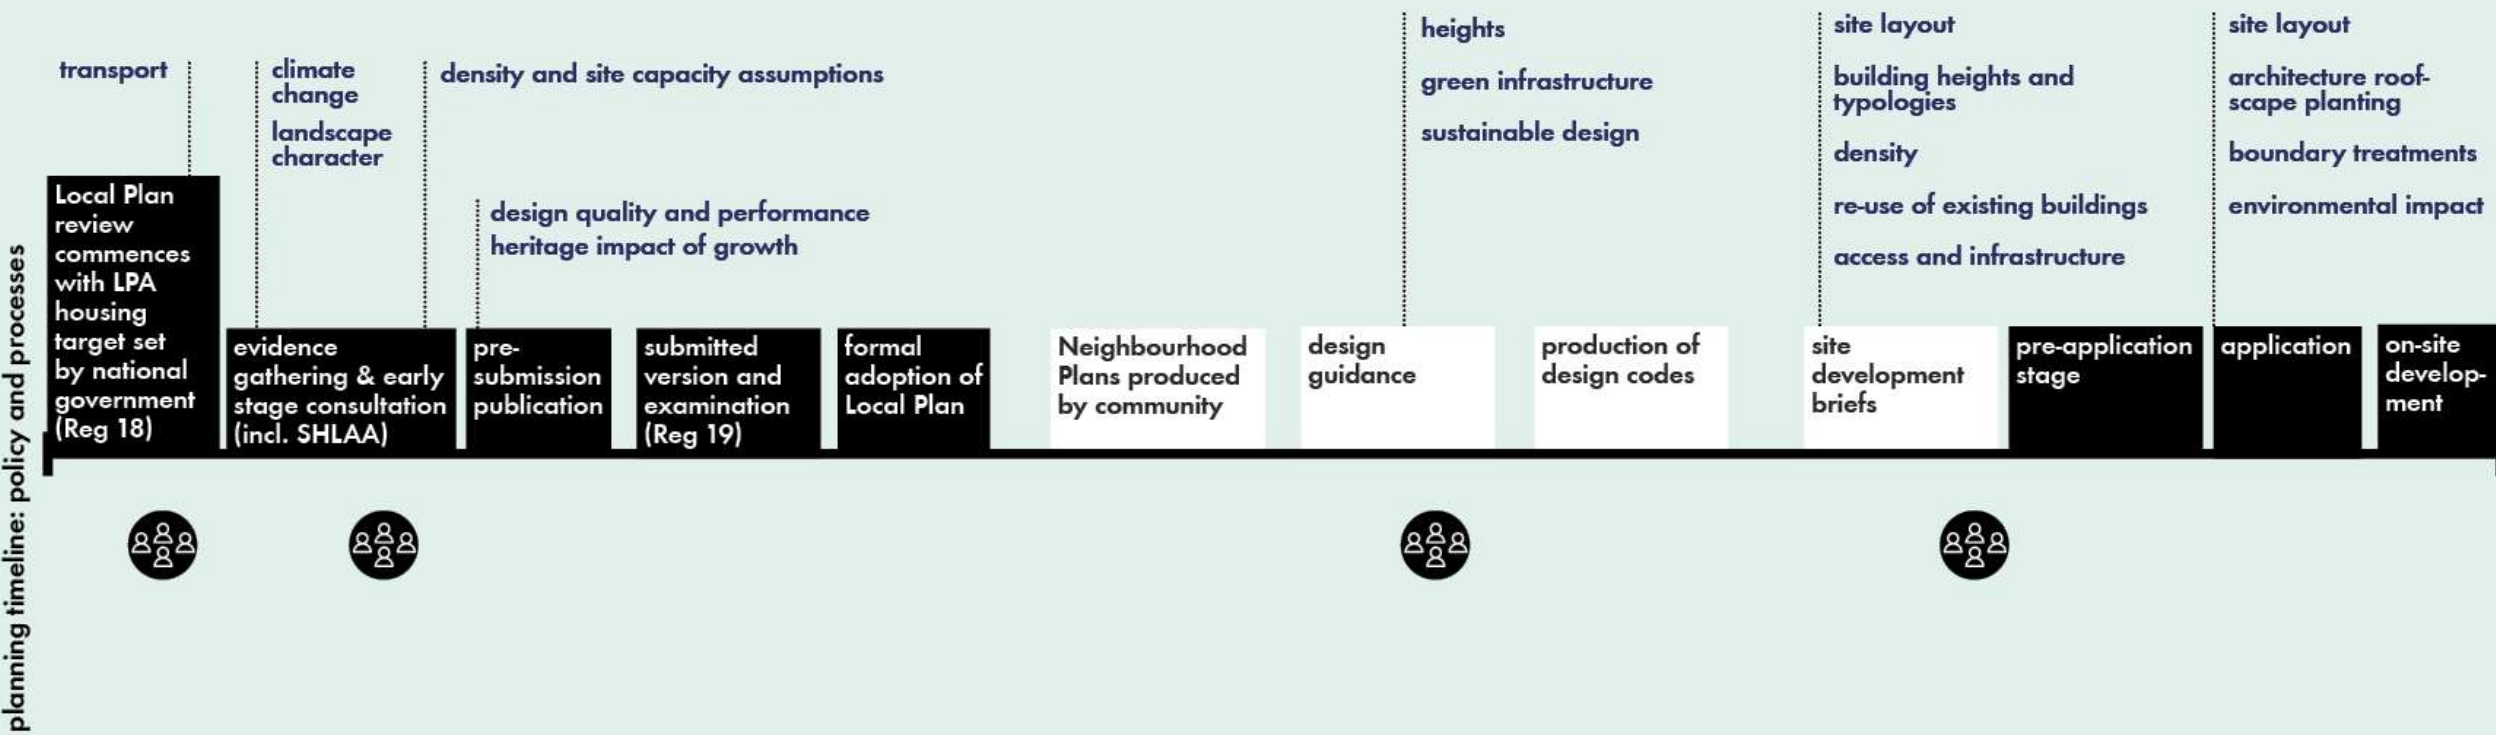 planning timeline: policy and processes
transport
climate
change
landscape
character
density and site capacity assumptions
design quality and performance
heritage impact of growth
heights
green infrastructure
sustainable design
site layout
building heights and
typologies
density
re-use of existing buildings
access and infrastructure
site layout
architecture roof-
scape planting
boundary treatments
environmental impact
Local Plan
review
commences
with LPA
housing
target set
by national
government
(Reg 18)
evidence
gathering & early
stage consultation
(incl. SHLAA)
pre-
submission
publication
submitted
version and
examination
(Reg 19)
formal
adoption of
Local Plan
Neighbourhood
Plans produced
by community
design
guidance
production of
design codes
site
development
briefs
pre-application
stage
application
on-site
develop-
ment